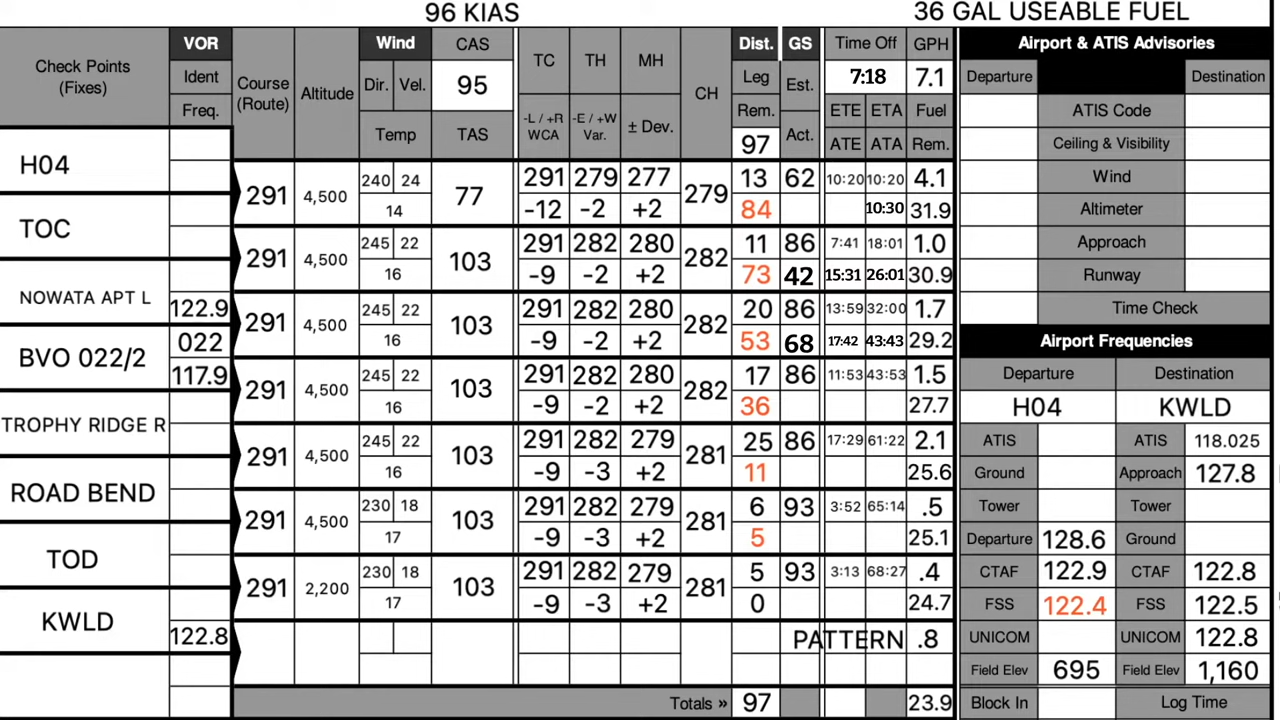 96 KIAS
36 GAL USEABLE FUEL
Check Points
(Fixes)
VOR
Ident
Freq.
Course
(Route)
Altitude
Wind
Dir. Vel.
Temp
CAS
95
TAS
TC
-L / +R
WCA
TH
-E / +W
Var.
MH
± Dev.
CH
Dist.
Leg
Rem.
97
GS
Est.
Act.
Time Off
7:18
ETE ETA
ATE ATA
GPH
7.1
Fuel
Rem.
H04
TOC
NOWATA APT L
122.9
BVO 022/2
022
117.9
TROPHY RIDGE R
ROAD BEND
TOD
KWLD
122.8
291 4,500 240 24 14 77 291 279 277 279 13 62 10:20 10:20 4.1
-12 -2 +2 84 10:30 31.9
291 4,500 245 22 16 103 291 282 280 282 11 86 7:41 18:01 1.0
-9 -2 +2 73 42 15:31 26:01 30.9
291 4,500 245 22 16 103 291 282 280 282 20 86 13:59 32:00 1.7
-9 -2 +2 53 68 17:42 43:43 29.2
291 4,500 245 22 16 103 291 282 280 282 17 86 11:53 43:53 1.5
-9 -2 +2 36 27.7
291 4,500 245 22 16 103 291 282 279 281 25 86 17:29 61:22 2.1
-9 -3 +2 11 25.6
291 4,500 230 18 17 103 291 282 279 281 6 93 3:52 65:14 .5
-9 -3 +2 5 25.1
291 2,200 230 18 17 103 291 282 279 281 5 93 3:13 68:27 .4
-9 -3 +2 0 24.7
PATTERN .8
Totals » 97 23.9
Airport & ATIS Advisories
Departure Destination
ATIS Code
Ceiling & Visibility
Wind
Altimeter
Approach
Runway
Time Check
Airport Frequencies
Departure Destination
H04 KWLD
ATIS ATIS 118.025
Ground Approach 127.8
Tower Tower
Departure 128.6 Ground
CTAF 122.9 CTAF 122.8
FSS 122.4 FSS 122.5
UNICOM UNICOM 122.8
Field Elev 695 Field Elev 1,160
Block In Log Time